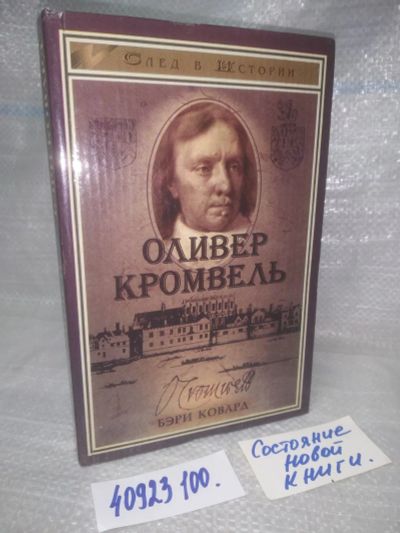 След в Истории
ОЛИВЕР
КРОМВЕЛЬ
БЭРИ КОВАРД
40923 100.
Состояние
новой
книги.